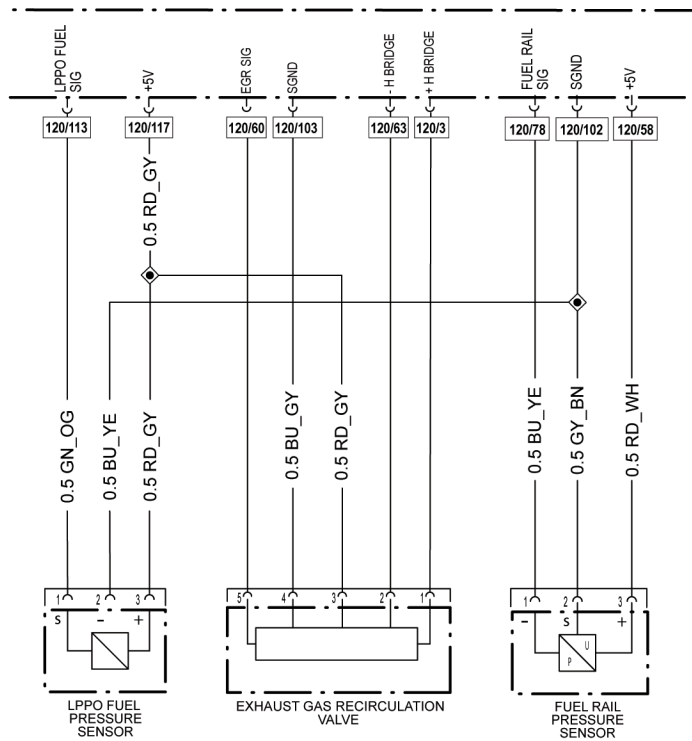 LPPO FUEL
SIG
+5V
EGR SIG
SGND
- H BRIDGE
+ H BRIDGE
FUEL RAIL
SIG
SGND
+5V
120/113
120/117
120/60
120/103
120/63
120/3
120/78
120/102
120/58
0.5 RD_GY
0.5 GN_OG
0.5 BU_YE
0.5 RD_GY
0.5 BU_GY
0.5 RD_GY
0.5 BU_YE
0.5 GY_BN
0.5 RD_WH
1 2 3
5 4 3 2 1
1 2 3
S - +
- S +
U
P
LPPO FUEL
PRESSURE
SENSOR
EXHAUST GAS RECIRCULATION
VALVE
FUEL RAIL
PRESSURE
SENSOR